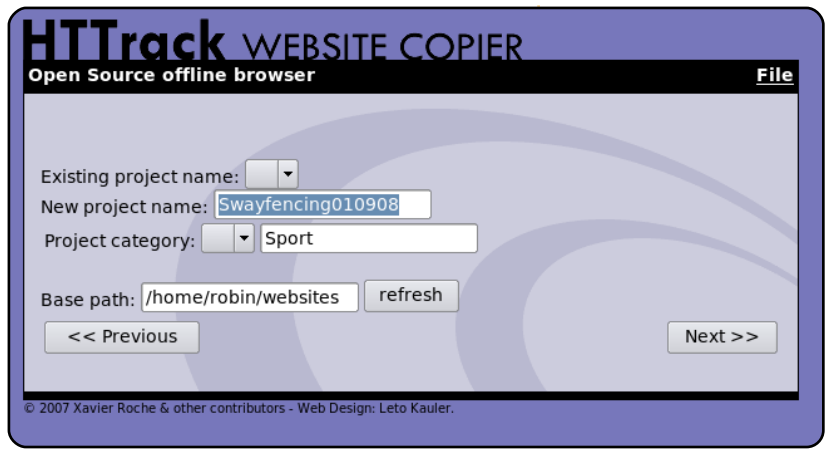 HTTrack WEBSITE COPIER
Open Source offline browser File
Existing project name:
New project name: Swayfencing010908
Project category: Sport
Base path: /home/robin/websites refresh
<< Previous Next >>
© 2007 Xavier Roche & other contributors - Web Design: Leto Kauler.